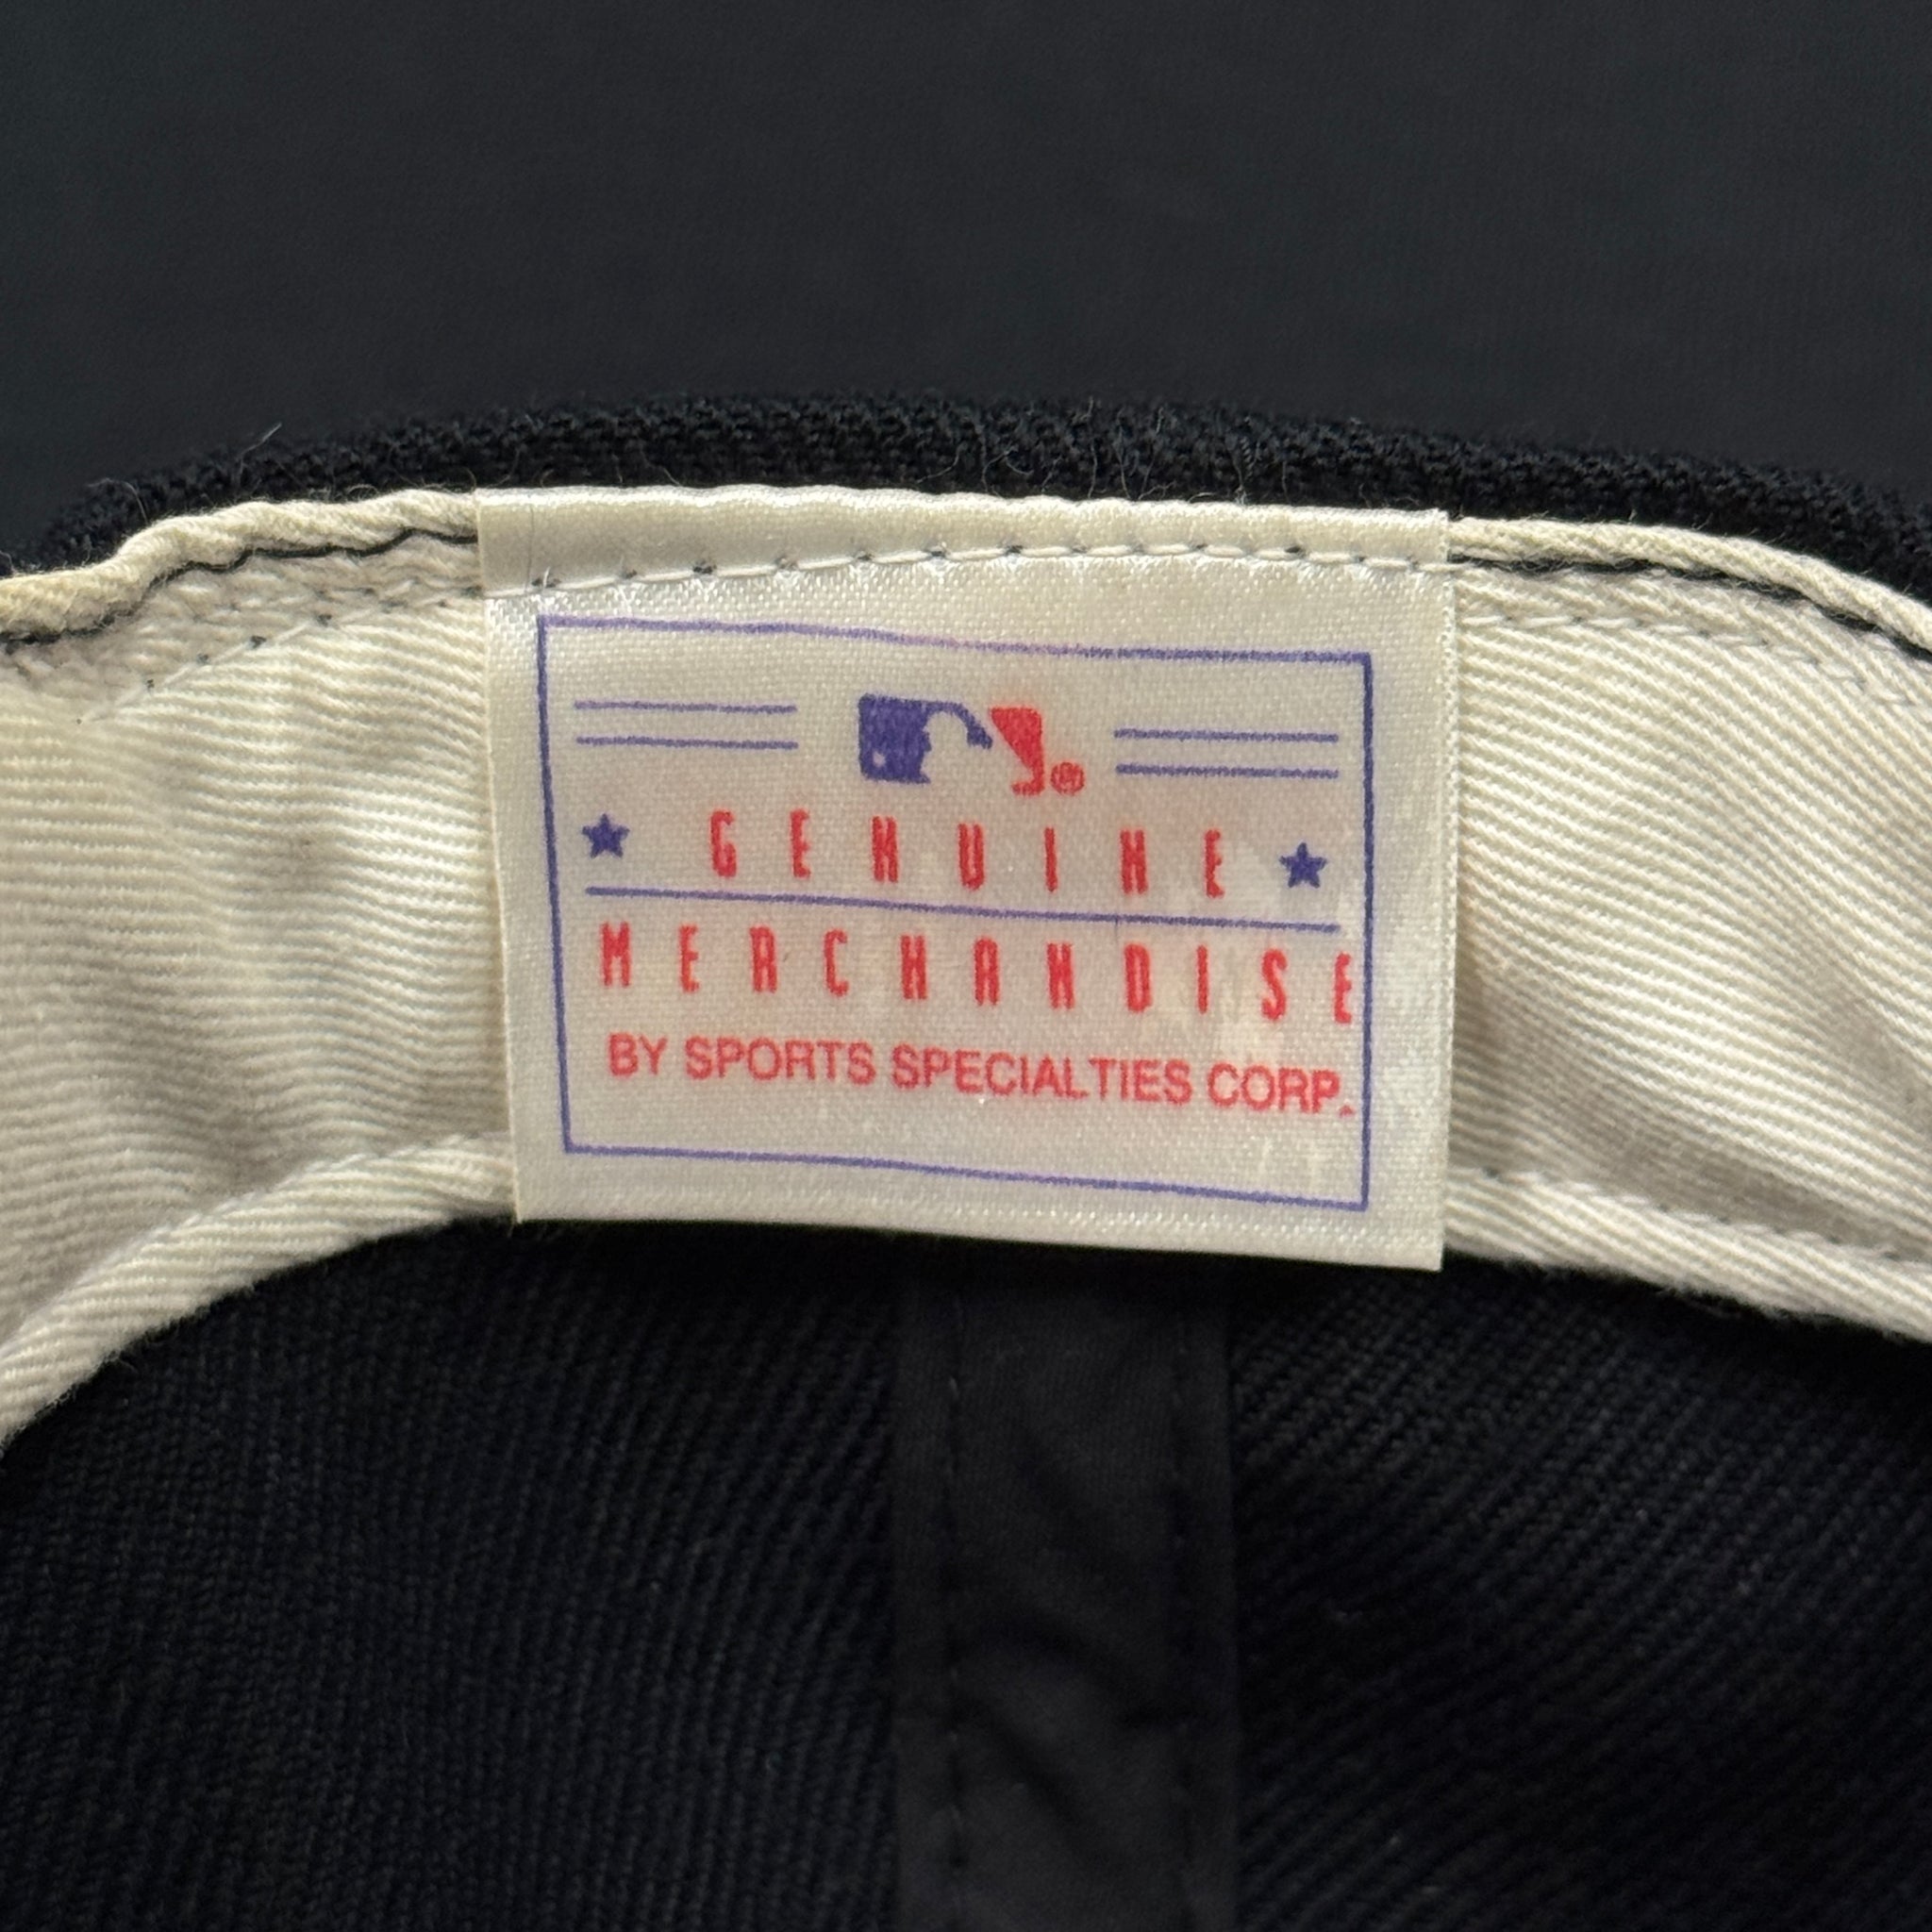 ®
GENUINE
MERCHANDISE
BY SPORTS SPECIALTIES CORP.